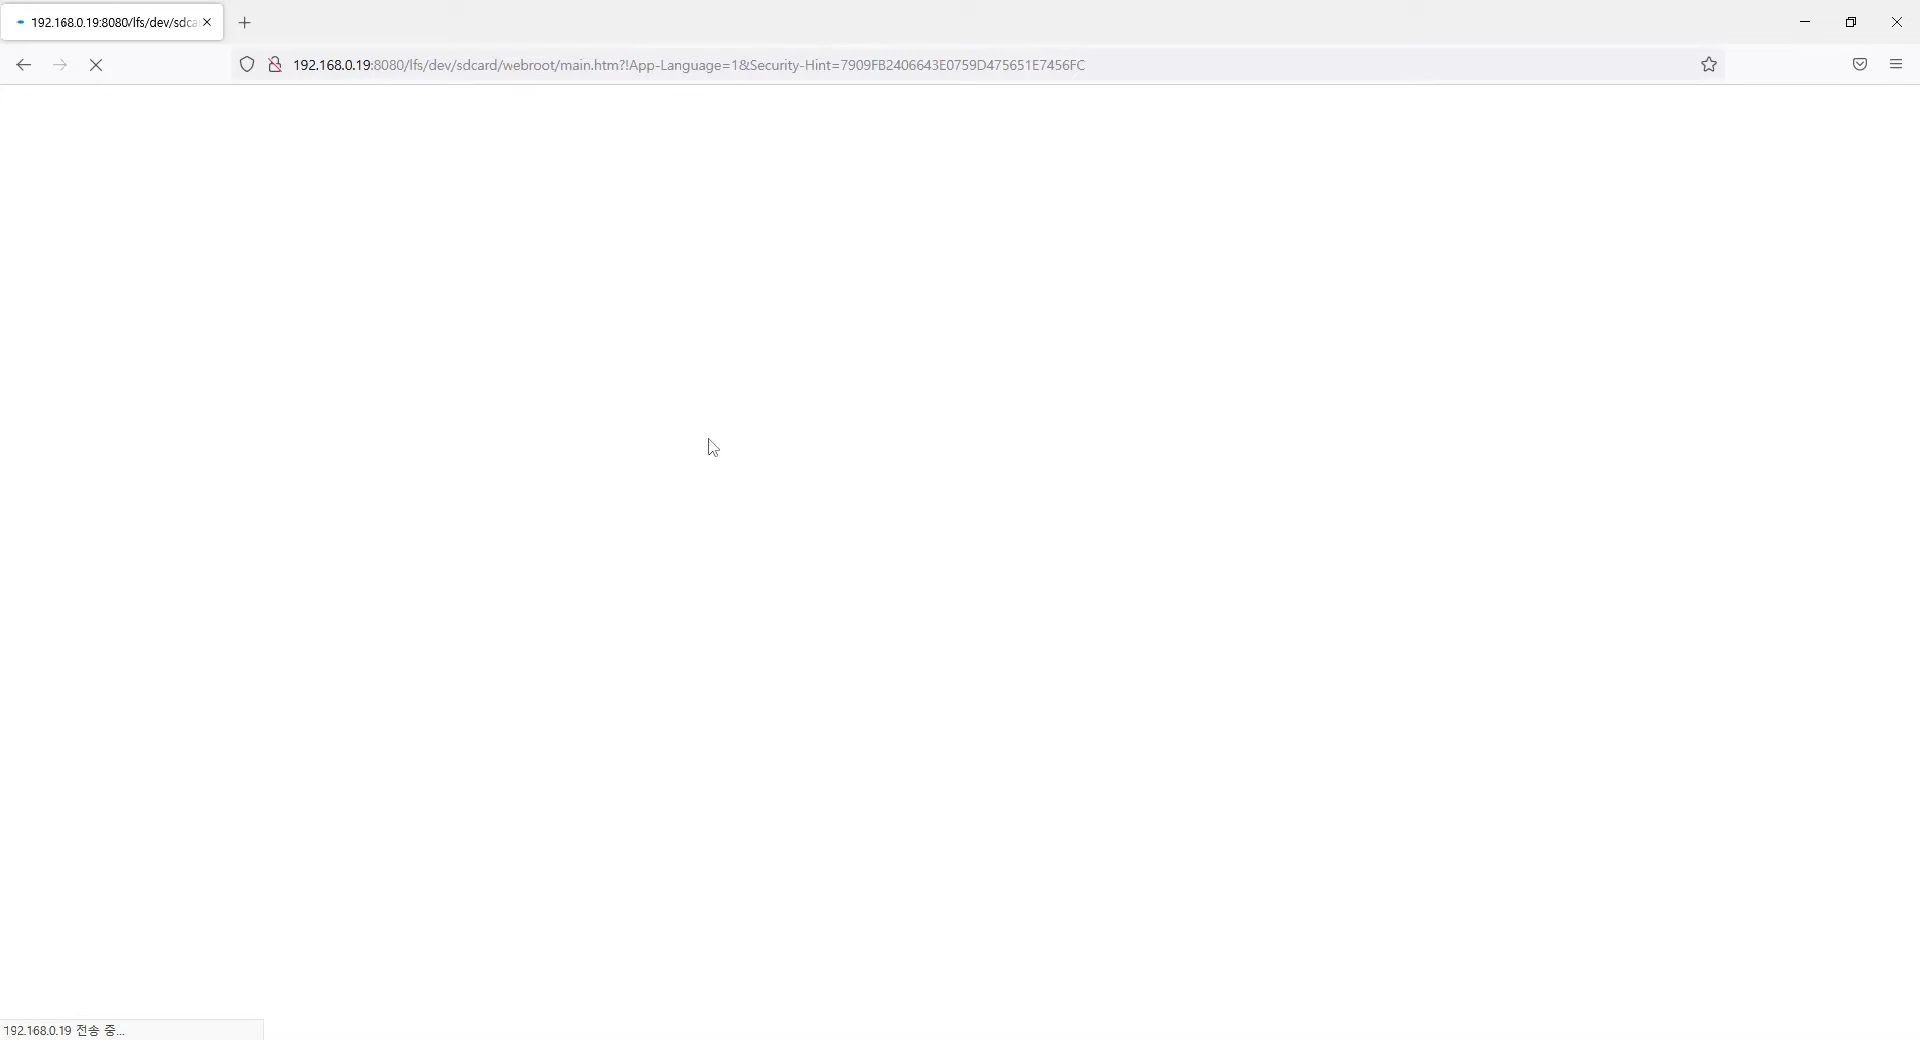 192.168.0.19:8080/lfs/dev/sdca
192.168.0.19:8080/lfs/dev/sdcard/webroot/main.htm?!App-Language=1&Security-Hint=7909FB2406643E0759D475651E7456FC
192.168.0.19 전송 중...